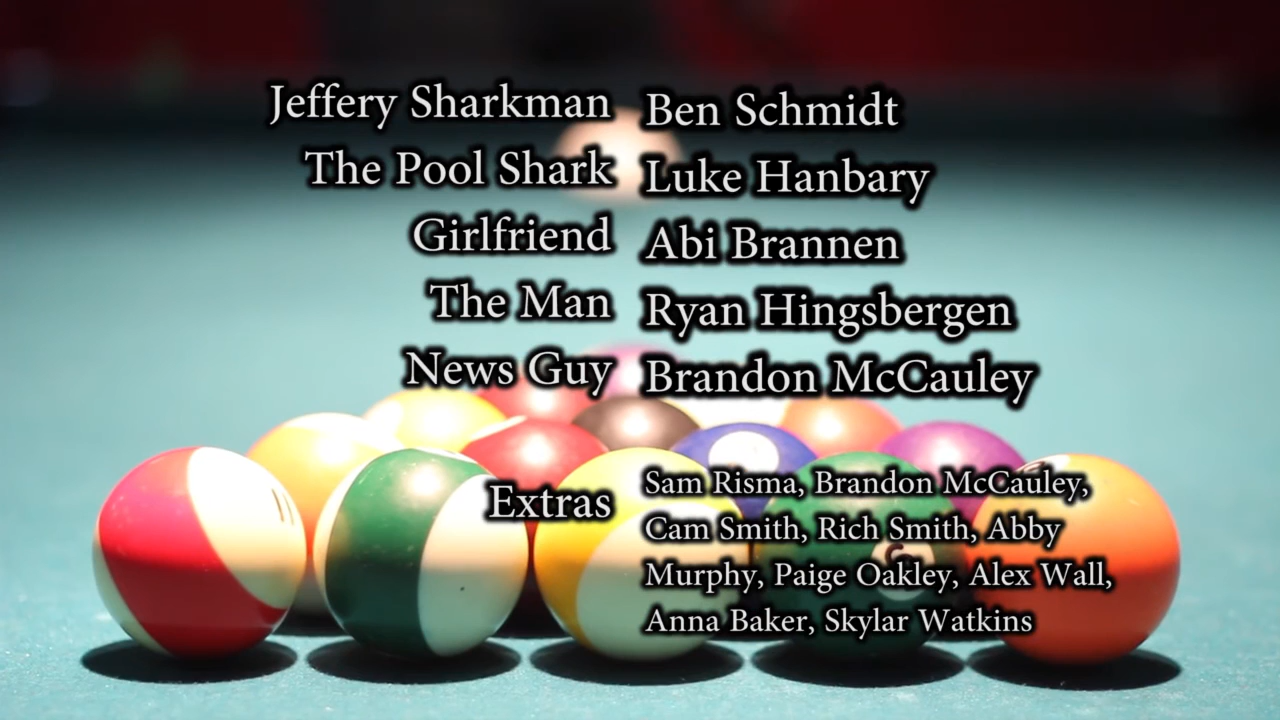 Jeffery Sharkman Ben Schmidt
The Pool Shark Luke Hanbary
Girlfriend Abi Brannen
The Man Ryan Hingsbergen
News Guy Brandon McCauley
Extras Sam Risma, Brandon McCauley,
Cam Smith, Rich Smith, Abby
Murphy, Paige Oakley, Alex Wall,
Anna Baker, Skylar Watkins